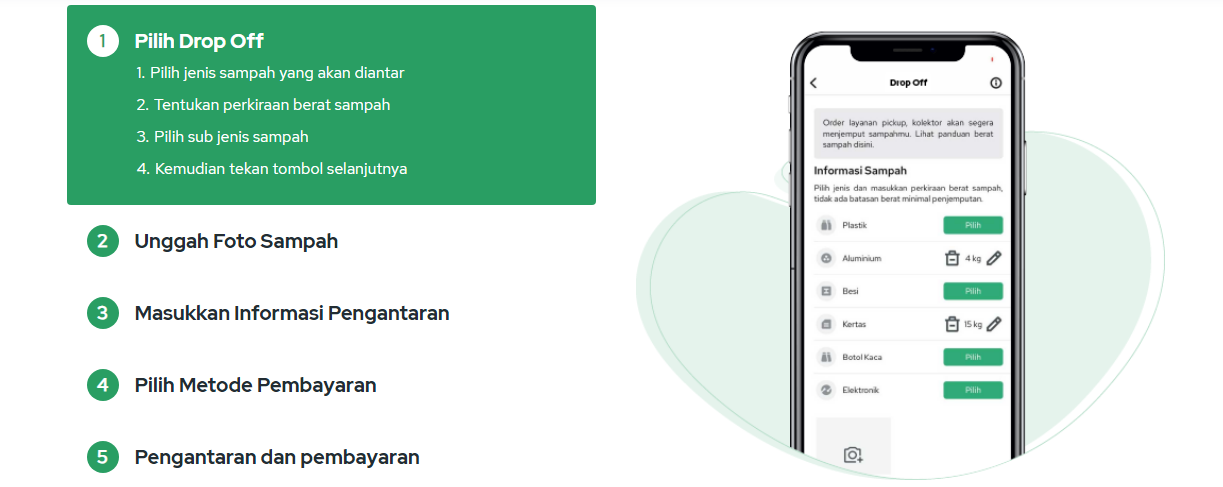 1 Pilih Drop Off
1. Pilih jenis sampah yang akan diantar
2. Tentukan perkiraan berat sampah
3. Pilih sub jenis sampah
4. Kemudian tekan tombol selanjutnya
2 Unggah Foto Sampah
3 Masukkan Informasi Pengantaran
4 Pilih Metode Pembayaran
5 Pengantaran dan pembayaran
Drop Off
Order layanan pickup, kolektor akan segera
menjemput sampahmu. Lihat panduan berat
sampah disini.
Informasi Sampah
Pilih jenis dan masukkan perkiraan berat sampah,
tidak ada batasan berat minimal penjemputan.
Plastik Pilih
Aluminium 4 kg
Besi Pilih
Kertas 15 kg
Botol Kaca Pilih
Elektronik Pilih